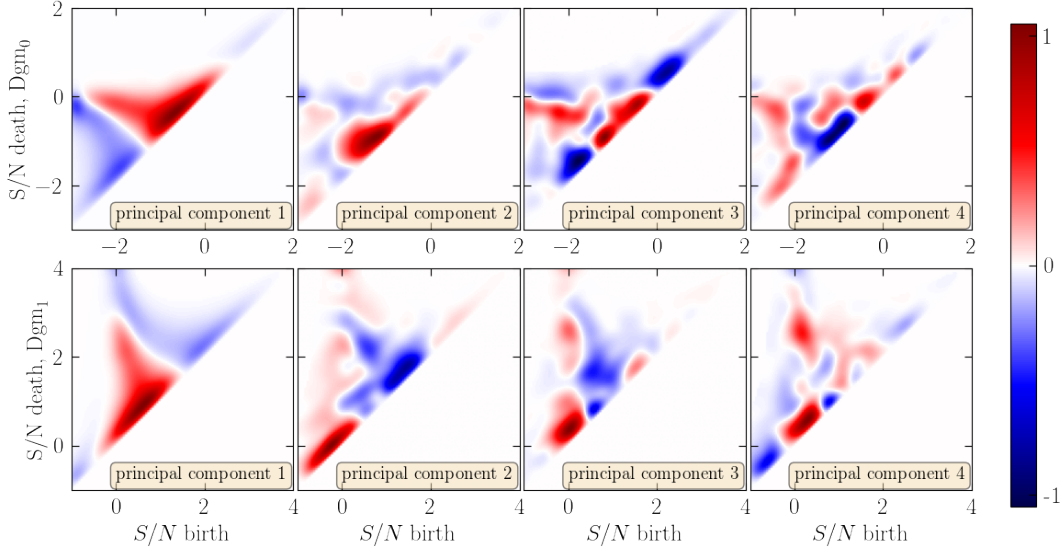 2
0
−2
S/N death, Dgm0
principal component 1
principal component 2
principal component 3
principal component 4
−2 0 2
−2 0 2
−2 0 2
−2 0 2
4
2
0
S/N death, Dgm1
principal component 1
principal component 2
principal component 3
principal component 4
0 2 4
0 2 4
0 2 4
0 2 4
S/N birth
S/N birth
S/N birth
S/N birth
1
0
-1